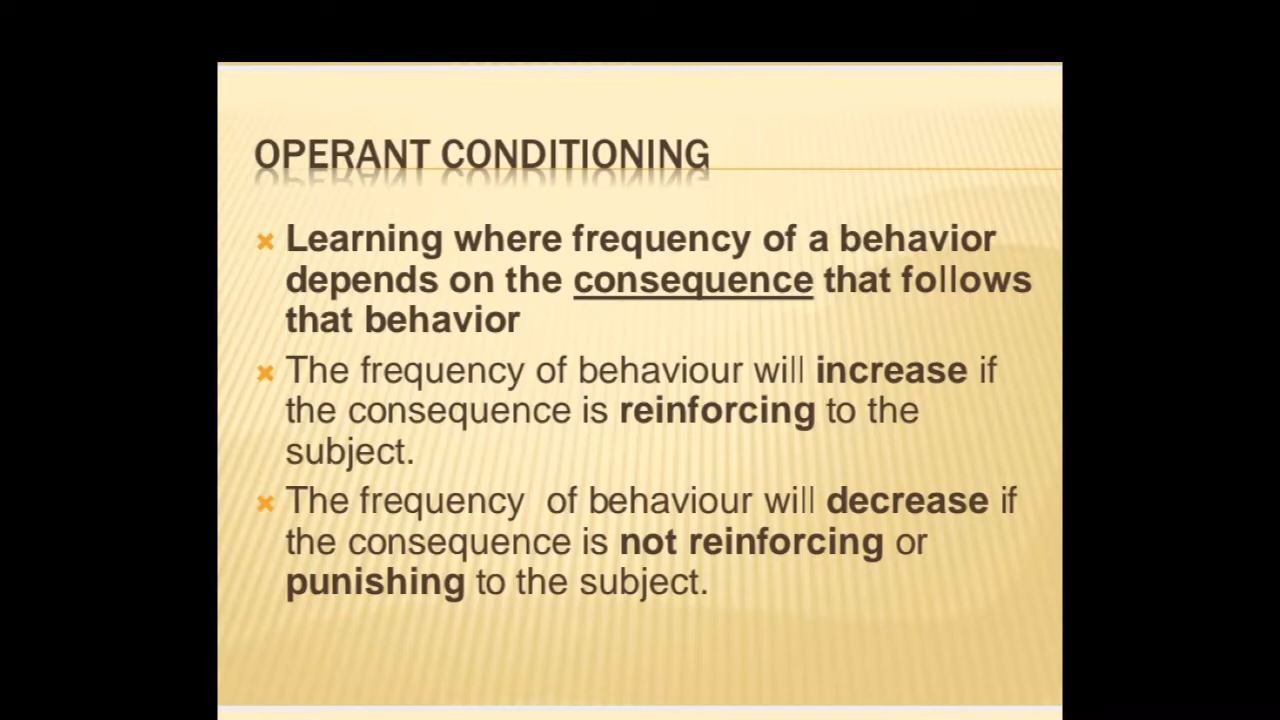 OPERANT CONDITIONING
Learning where frequency of a behavior
depends on the consequence that follows
that behavior
The frequency of behaviour will increase if
the consequence is reinforcing to the
subject.
The frequency  of behaviour will decrease if
the consequence is not reinforcing or
punishing to the subject.